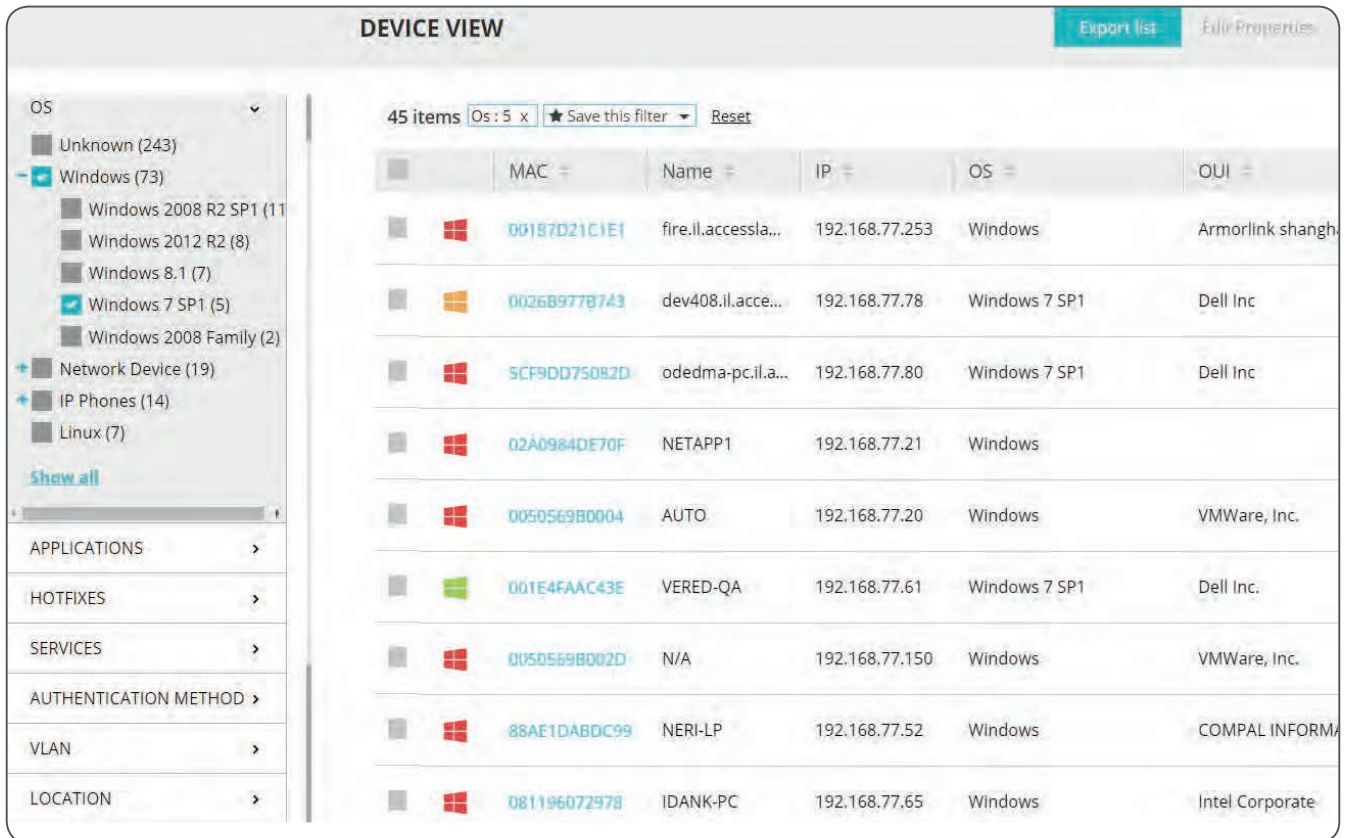 DEVICE VIEW
Export list
Edit Properties
OS
Unknown (243)
Windows (73)
Windows 2008 R2 SP1 (11
Windows 2012 R2 (8)
Windows 8.1 (7)
Windows 7 SP1 (5)
Windows 2008 Family (2)
Network Device (19)
IP Phones (14)
Linux (7)
Show all
APPLICATIONS
HOTFIXES
SERVICES
AUTHENTICATION METHOD
VLAN
LOCATION
45 items Os : 5 x ★ Save this filter Reset
MAC Name IP OS OUI
00187D21C1E1 fire.il.accessla... 192.168.77.253 Windows Armorlink shangh
0026B977B743 dev408.il.acce... 192.168.77.78 Windows 7 SP1 Dell Inc
5CF9DD75082D odedma-pc.il.a... 192.168.77.80 Windows 7 SP1 Dell Inc
02A0984DE70F NETAPP1 192.168.77.21 Windows
0050569B0004 AUTO 192.168.77.20 Windows VMWare, Inc.
001E4FAAC43E VERED-QA 192.168.77.61 Windows 7 SP1 Dell Inc.
0050569B002D N/A 192.168.77.150 Windows VMWare, Inc.
88AE1DABDC99 NERI-LP 192.168.77.52 Windows COMPAL INFORMA
081196072978 IDANK-PC 192.168.77.65 Windows Intel Corporate